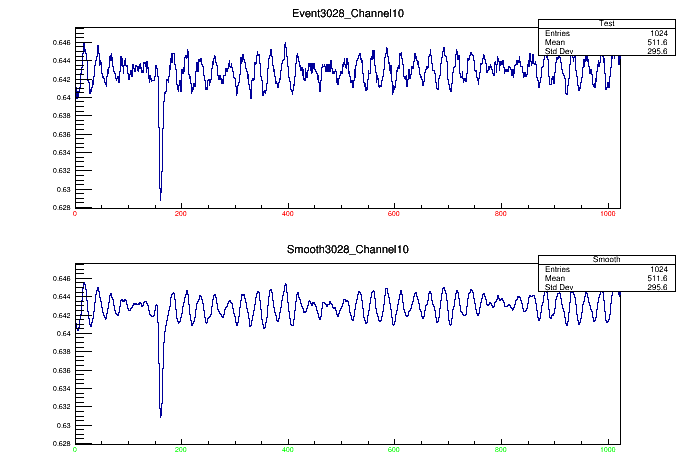 Event3028_Channel10
Test
Entries 1024
Mean 511.6
Std Dev 295.6
0.646
0.644
0.642
0.64
0.638
0.636
0.634
0.632
0.63
0.628
0 200 400 600 800 1000
Smooth3028_Channel10
Smooth
Entries 1024
Mean 511.6
Std Dev 295.6
0.646
0.644
0.642
0.64
0.638
0.636
0.634
0.632
0.63
0.628
0 200 400 600 800 1000